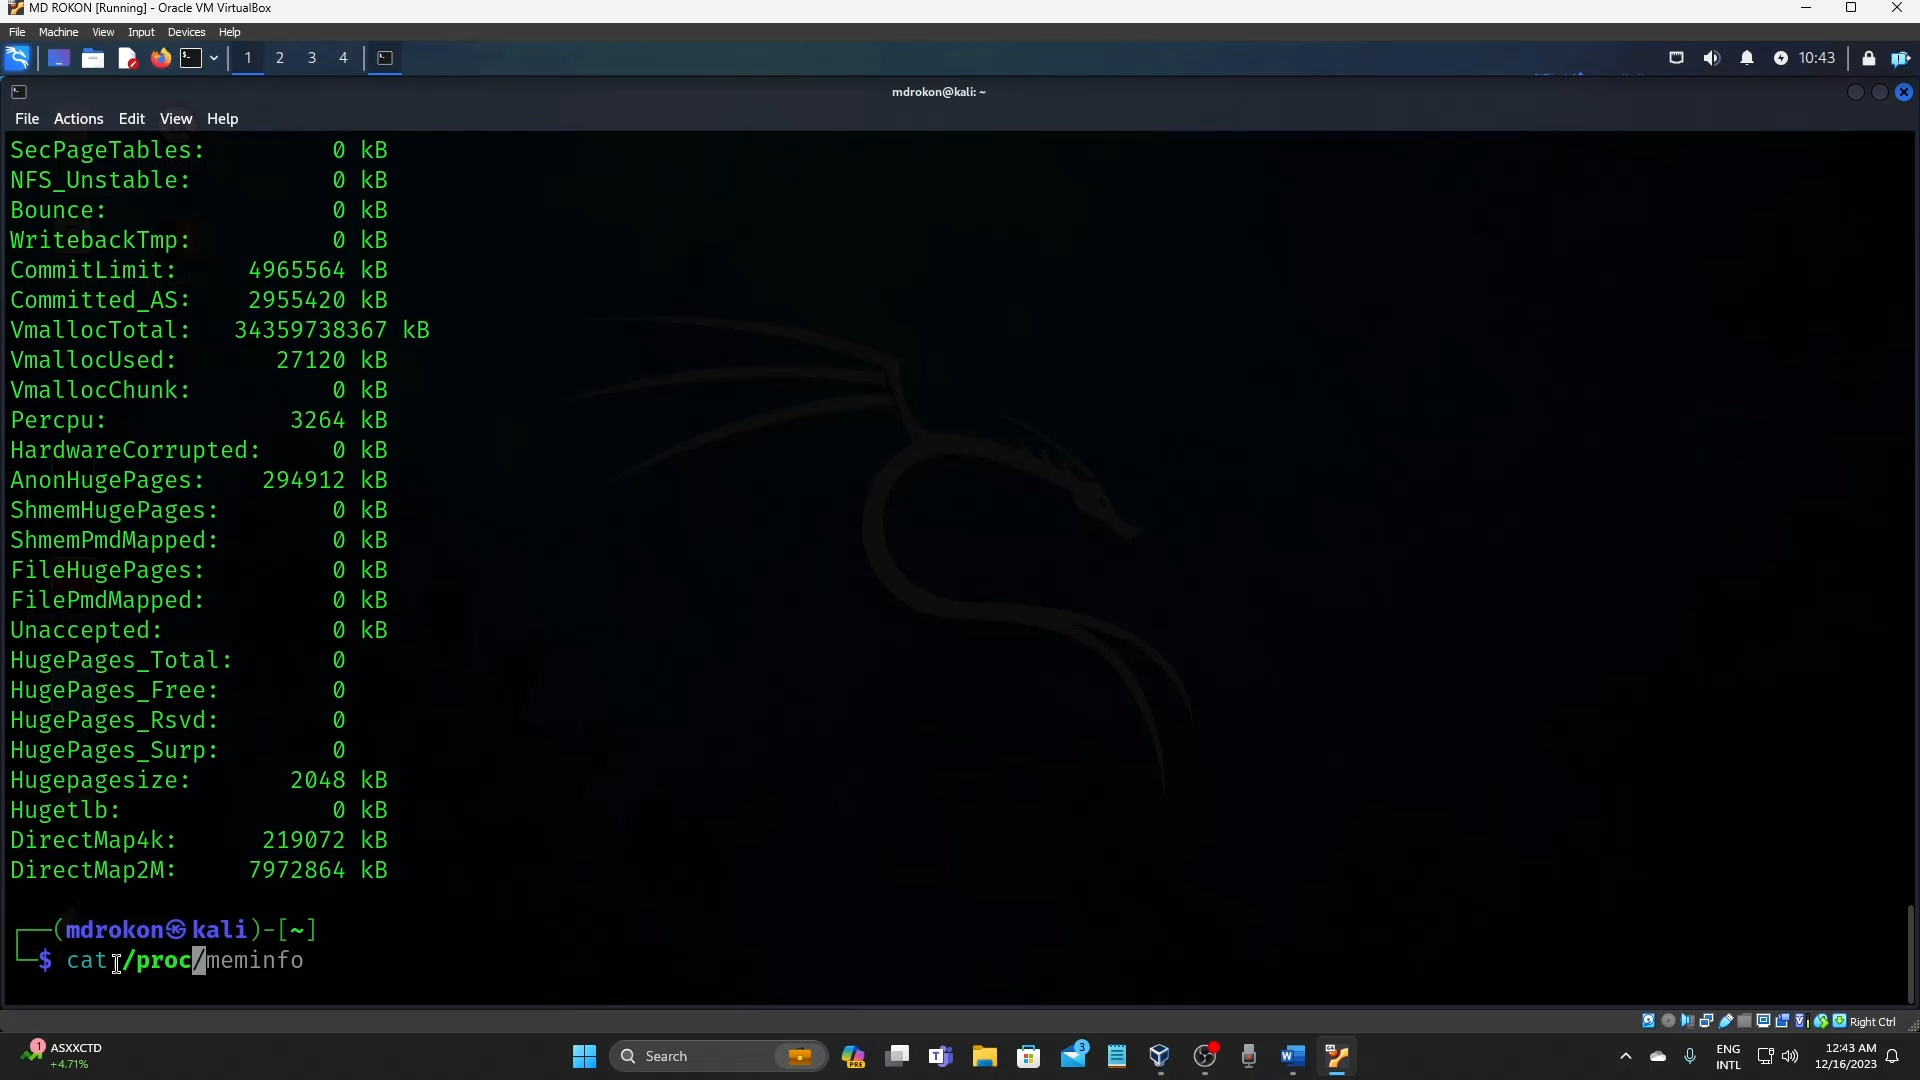 MD ROKON [Running] - Oracle VM VirtualBox
File Machine View Input Devices Help
1 2 3 4 10:43
mdrokon@kali: ~
File Actions Edit View Help
SecPageTables: 0 kB
NFS_Unstable: 0 kB
Bounce: 0 kB
WritebackTmp: 0 kB
CommitLimit: 4965564 kB
Committed_AS: 2955420 kB
VmallocTotal: 34359738367 kB
VmallocUsed: 27120 kB
VmallocChunk: 0 kB
Percpu: 3264 kB
HardwareCorrupted: 0 kB
AnonHugePages: 294912 kB
ShmemHugePages: 0 kB
ShmemPmdMapped: 0 kB
FileHugePages: 0 kB
FilePmdMapped: 0 kB
Unaccepted: 0 kB
HugePages_Total: 0
HugePages_Free: 0
HugePages_Rsvd: 0
HugePages_Surp: 0
Hugepagesize: 2048 kB
Hugetlb: 0 kB
DirectMap4k: 219072 kB
DirectMap2M: 7972864 kB
┌──(mdrokon㉿kali)-[~]
└─$ cat /proc/meminfo
Right Ctrl
1 ASXXCTD
+4.71%
Search
PRE
3
ENG
INTL
12:43 AM
12/16/2023